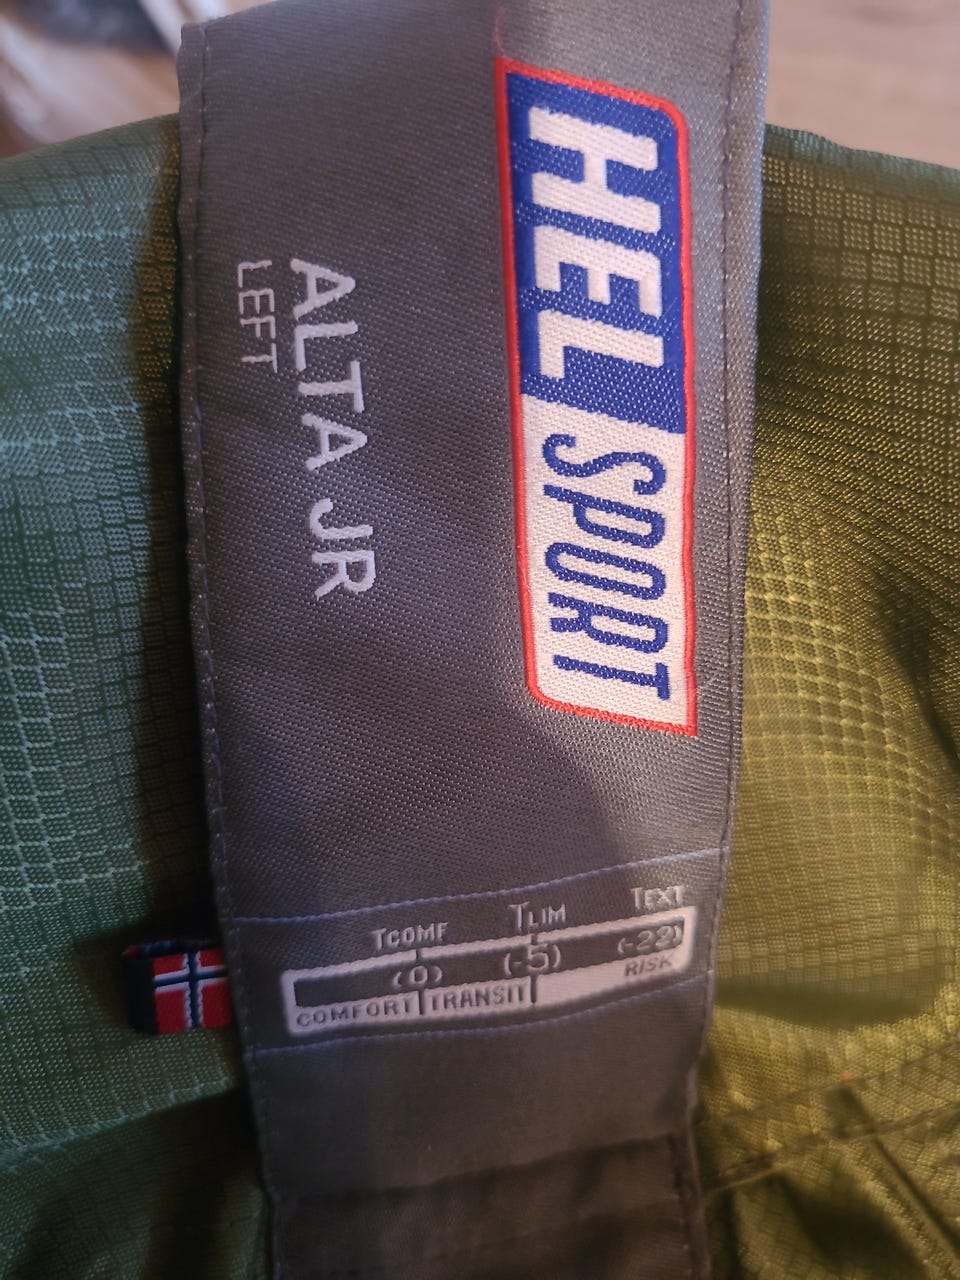 HELSPORT
ALTA JR
LEFT
TCOMF TLIM TEXT
(0) (-5) (-22)
COMFORT TRANSIT RISK